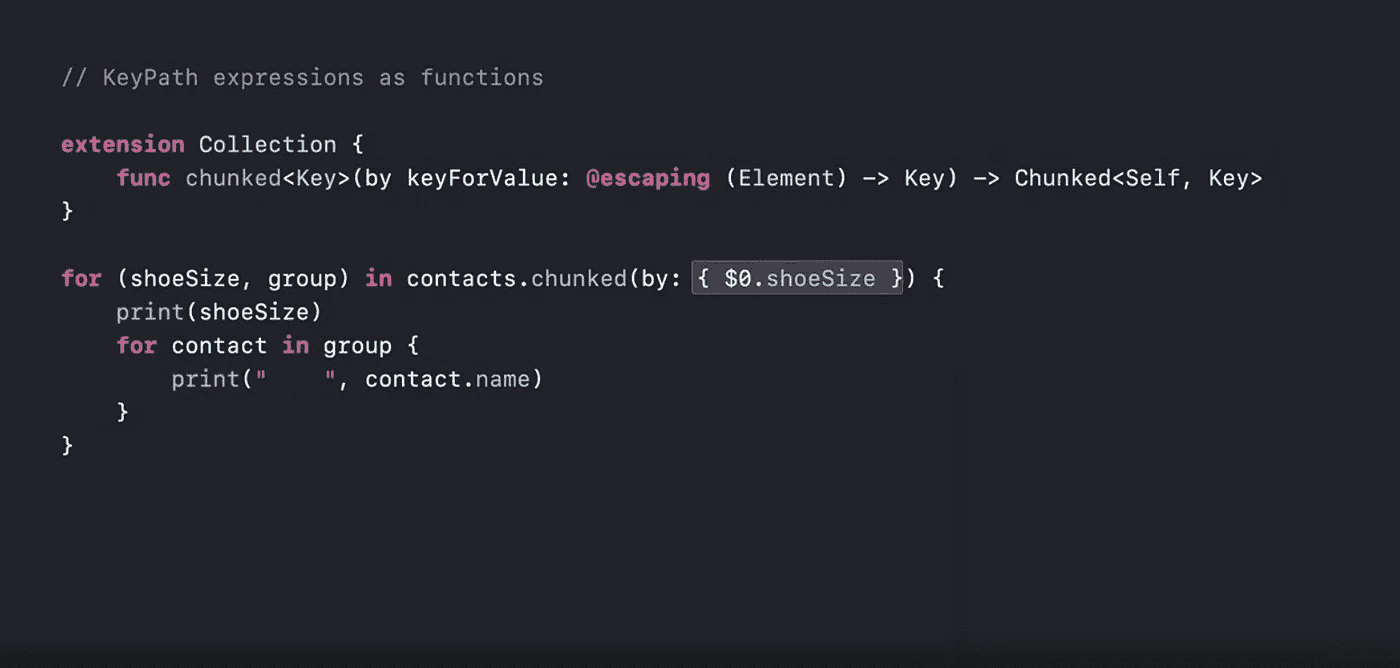 // KeyPath expressions as functions
extension Collection {
    func chunked<Key>(by keyForValue: @escaping (Element) -> Key) -> Chunked<Self, Key>
}
for (shoeSize, group) in contacts.chunked(by: { $0.shoeSize }) {
    print(shoeSize)
    for contact in group {
        print("    ", contact.name)
    }
}